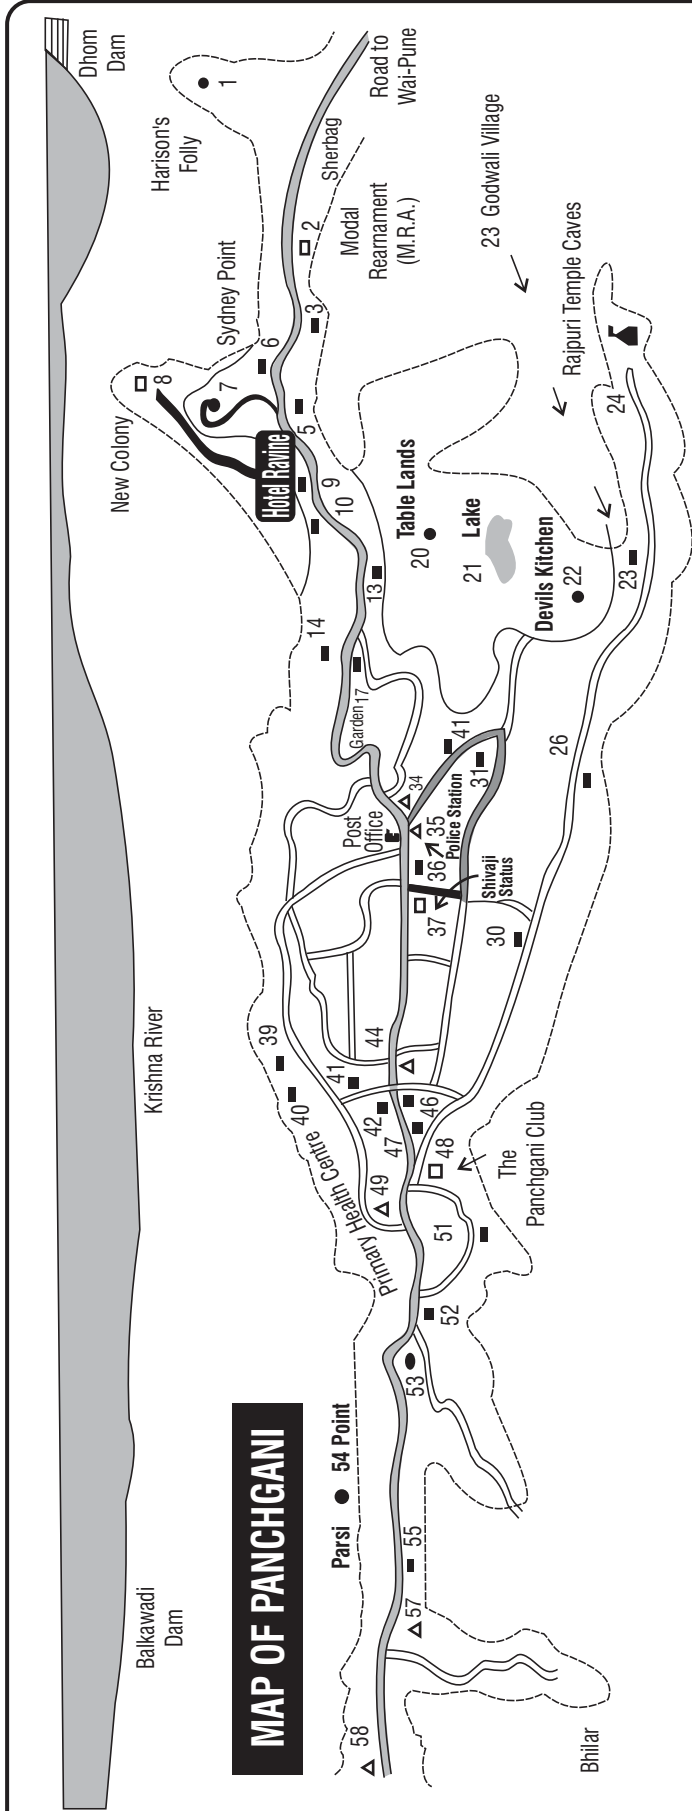 MAP OF PANCHGANI
Dhom
Dam
Krishna River
Balkawadi
Dam
Harison's
Folly
1
Road to
Wai-Pune
Sherbag
2
Modal
Rearnament
(M.R.A.)
3
Sydney Point
6
7
8
New Colony
5
Hotel Ravine
9
10
23 Godwali Village
Rajpuri Temple Caves
24
Table Lands
20
Lake
21
Devils Kitchen
22
23
13
14
Garden
17
26
41
31
34
Post
Office
35
Police Station
36
37
Shivaji
Status
30
39
40
41
44
42
46
47
48
The
Panchgani Club
Primary Health Centre
49
51
52
53
Parsi
54 Point
55
57
58
Bhilar